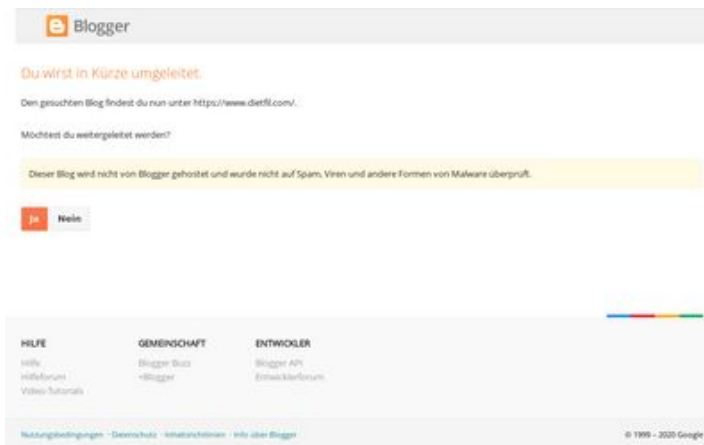 Blogger
Du wirst in Kürze umgeleitet.
Den gesuchten Blog findest du nun unter https://www.dietfil.com/.
Möchtest du weitergeleitet werden?
Dieser Blog wird nicht von Blogger gehostet und wurde nicht auf Spam, Viren und andere Formen von Malware überprüft.
Ja Nein
HILFE GEMEINSCHAFT ENTWICKLER
Hilfe Blogger Buzz Blogger API
Hilfeforum +Blogger Entwicklerforum
Video-Tutorials
Nutzungsbedingungen - Datenschutz - Inhaltsrichtlinien - Info über Blogger © 1999 – 2020 Google